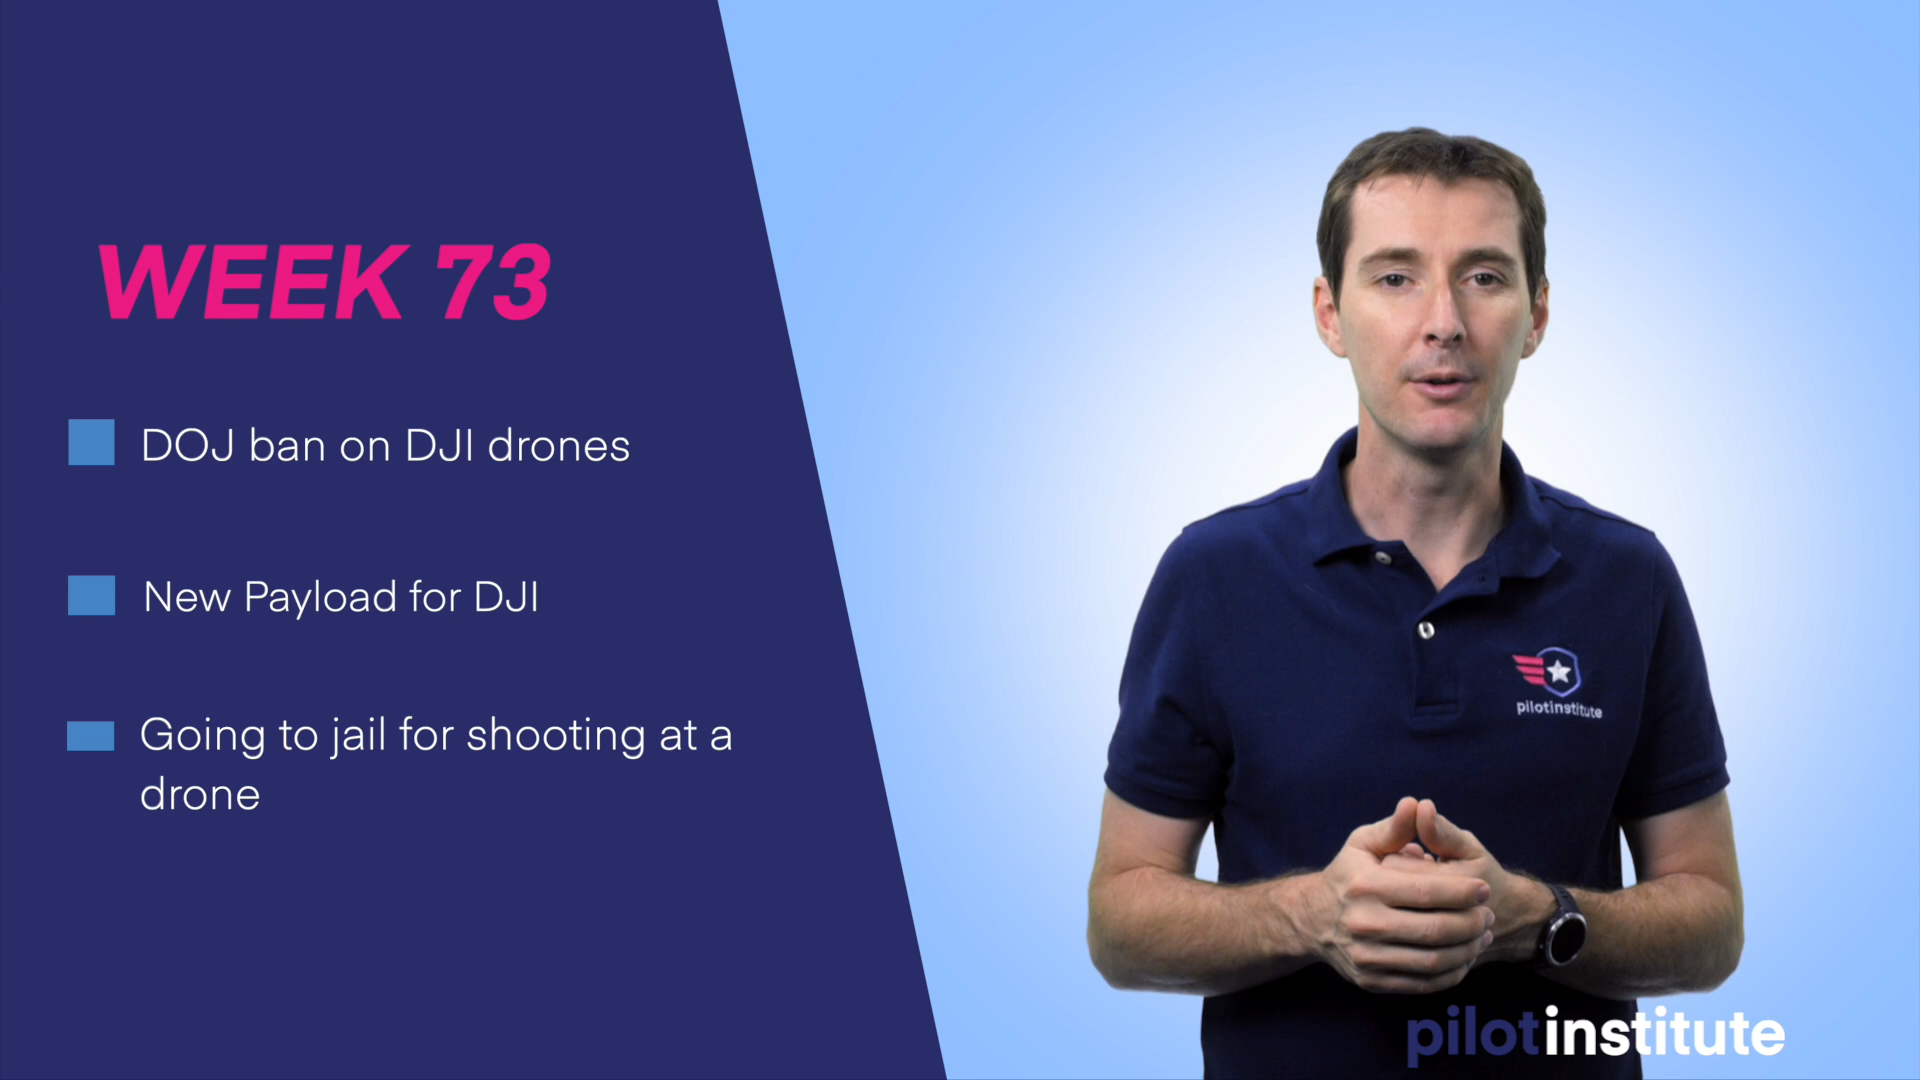 WEEK 73
DOJ ban on DJI drones
New Payload for DJI
Going to jail for shooting at a
drone
pilotinstitute
pilotinstitute